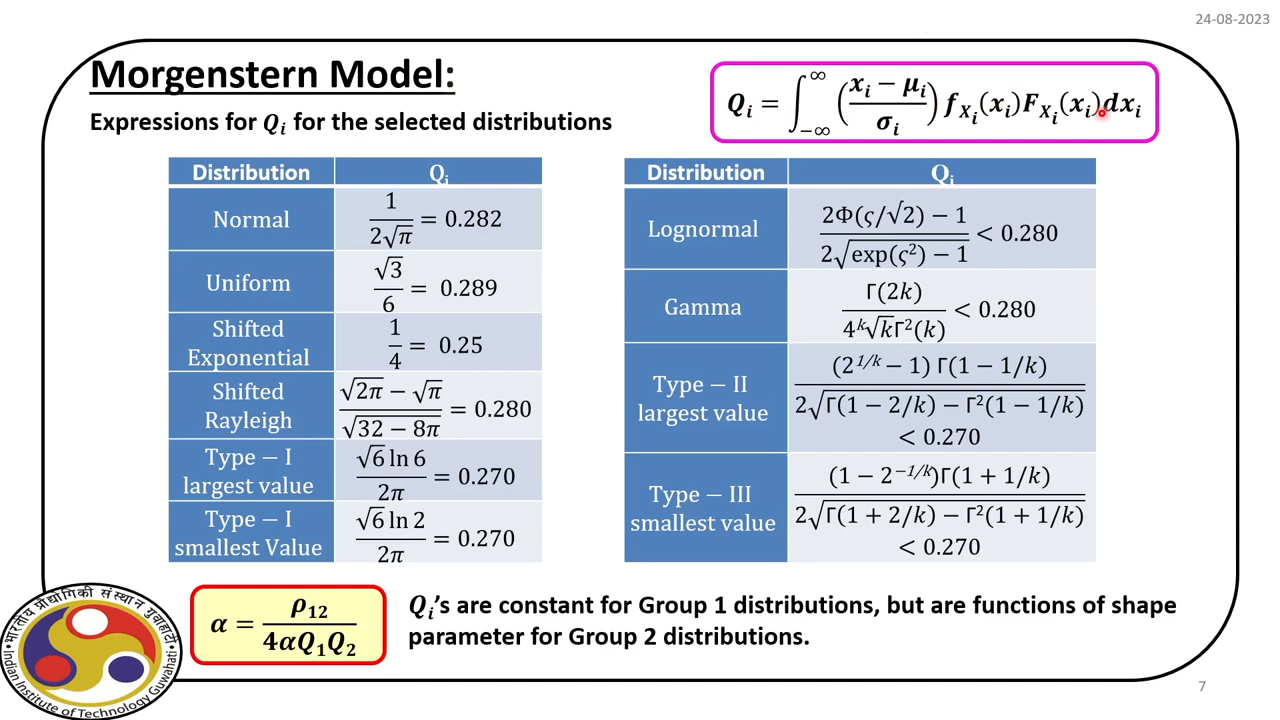 24-08-2023
Morgenstern Model:
Expressions for Qᵢ for the selected distributions
Qᵢ = ∫_{-∞}^{∞} ((xᵢ − μᵢ)/σᵢ) f_{Xᵢ}(xᵢ)F_{Xᵢ}(xᵢ)dxᵢ
Distribution Qᵢ
Normal 1/(2√π) = 0.282
Uniform √3/6 = 0.289
Shifted
Exponential 1/4 = 0.25
Shifted
Rayleigh (√(2π) − √π)/√(32 − 8π) = 0.280
Type − I
largest value (√6 ln 6)/(2π) = 0.270
Type − I
smallest Value (√6 ln 2)/(2π) = 0.270
Distribution Qᵢ
Lognormal (2Φ(ς/√2) − 1)/(2√(exp(ς²) − 1)) < 0.280
Gamma Γ(2k)/(4ᵏ√k Γ²(k)) < 0.280
Type − II
largest value (2^{1/k} − 1) Γ(1 − 1/k)/(2√(Γ(1 − 2/k) − Γ²(1 − 1/k)))
< 0.270
Type − III
smallest value (1 − 2^{−1/k})Γ(1 + 1/k)/(2√(Γ(1 + 2/k) − Γ²(1 + 1/k)))
< 0.270
α = ρ₁₂/(4αQ₁Q₂)
Qᵢ's are constant for Group 1 distributions, but are functions of shape
parameter for Group 2 distributions.
भारतीय प्रौद्योगिकी संस्थान गुवाहाटी
Indian Institute of Technology Guwahati
7